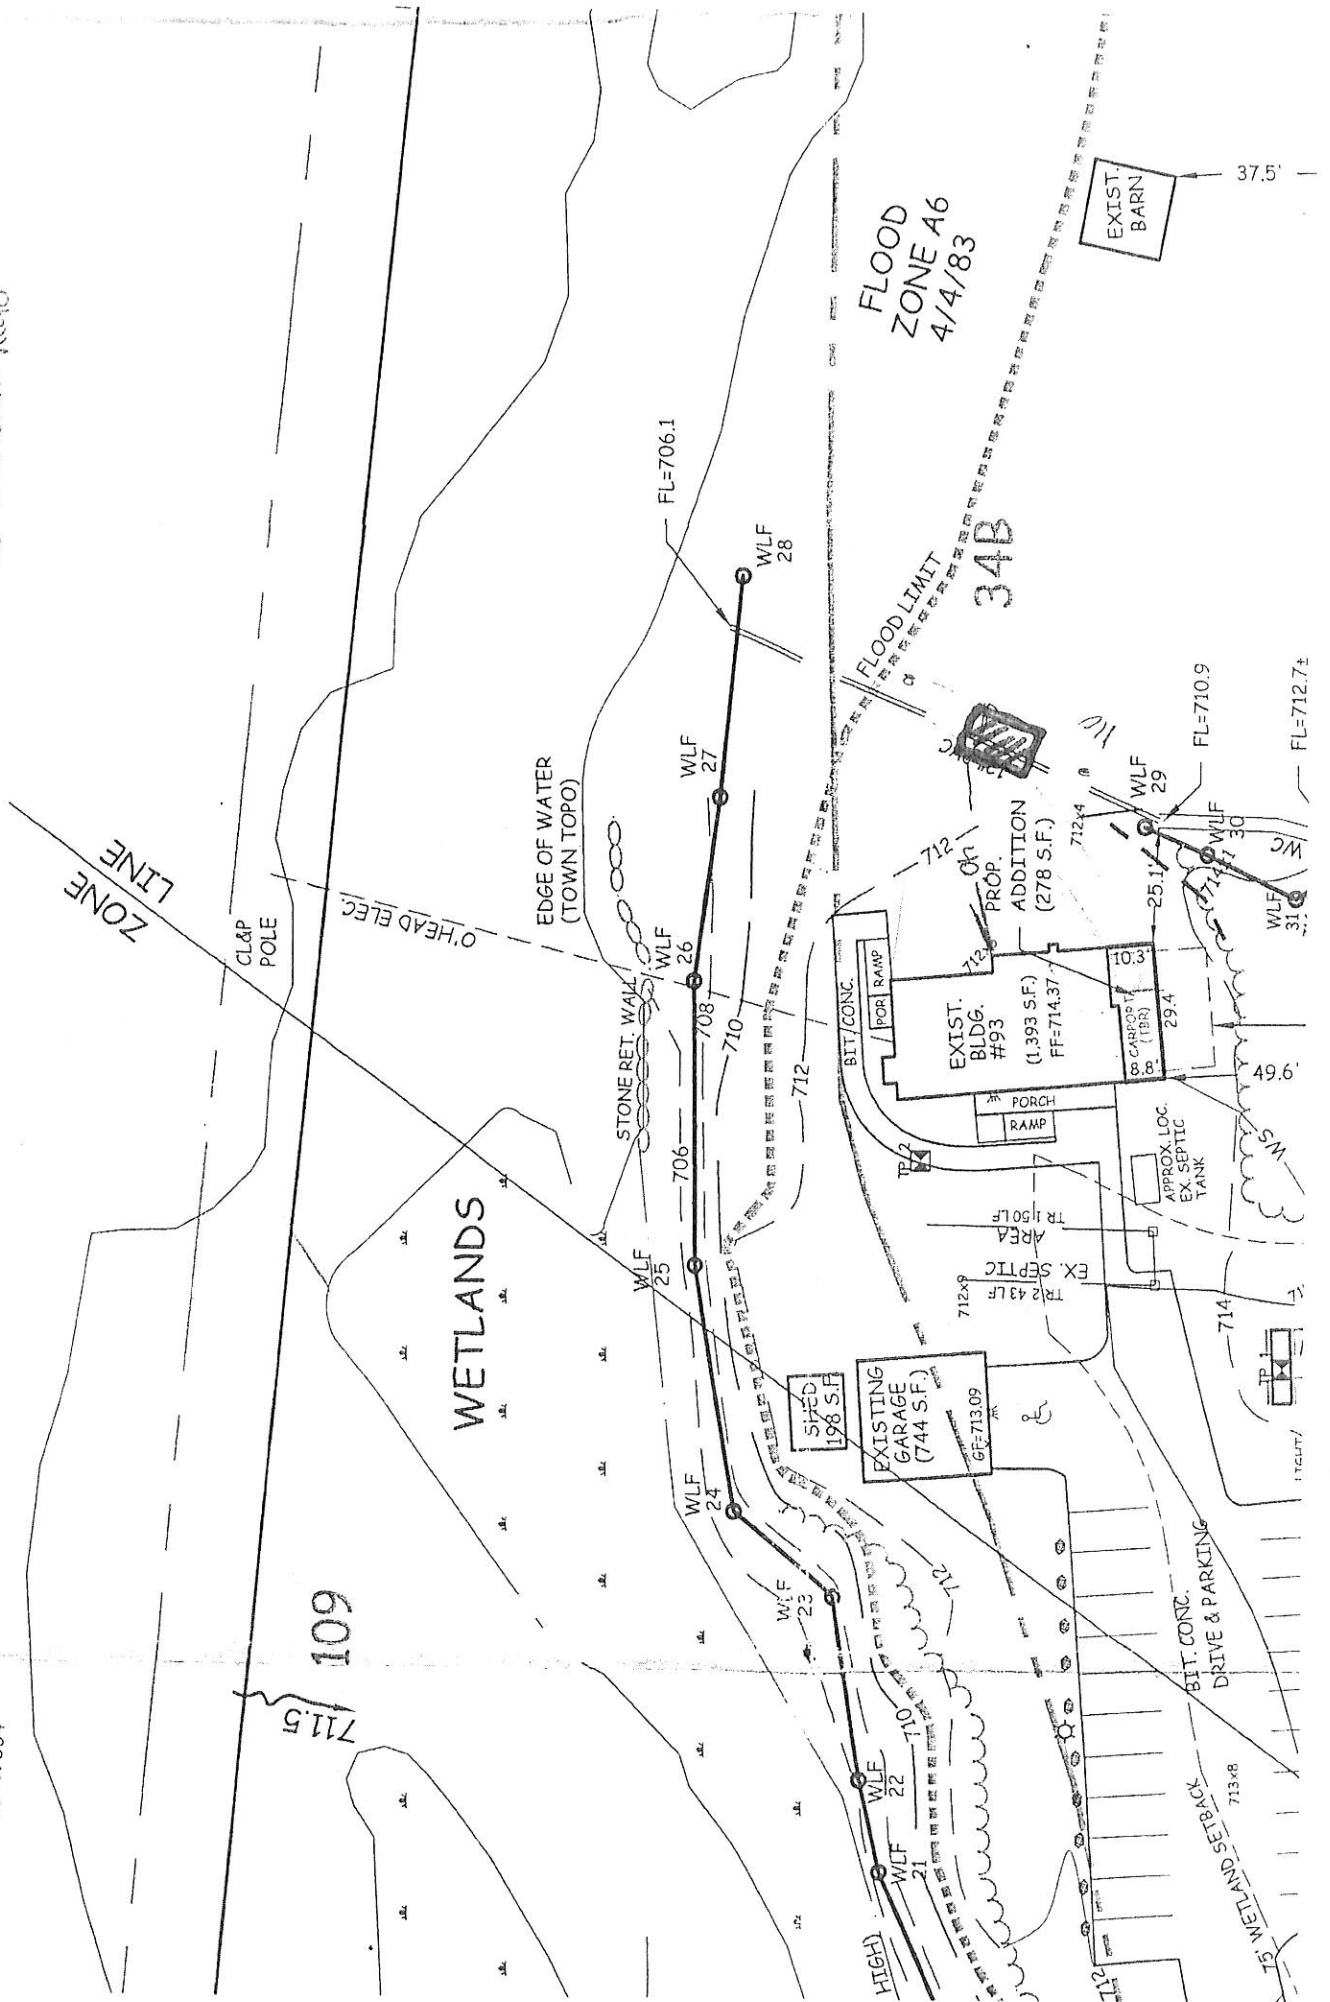 ZONE
LINE
CL&P
POLE
O'HEAD ELEC.
EDGE OF WATER
(TOWN TOPO)
FL=706.1
FLOOD
ZONE A6
4/4/83
EXIST.
BARN
37.5'
WLF
28
WLF
27
WLF
26
STONE RET. WALL
WETLANDS
706
708
710
712
WLF
25
WLF
24
WLF
23
WLF
22
WLF
21
FLOOD LIMIT
34B
109
711.5
BIT. CONC.
POR
RAMP
712
PROP.
ADDITION
(278 S.F.)
712x4
WLF
29
FL=710.9
WLF
30
WLF
31
FL=712.7±
WC
25.1'
EXIST.
BLDG.
#93
(1,393 S.F.)
FF=714.37
10.3'
CARPORT
(TBR)
8.8'
29.4'
49.6'
PORCH
RAMP
TP 2
APPROX. LOC.
EX. SEPTIC
TANK
WS
TR 1 50 LF
AREA
EX. SEPTIC
TR 2 43 LF
712x9
714
TP 1
SHED
198 S.F.
EXISTING
GARAGE
(744 S.F.)
GF=713.09
712
710
HIGH)
BIT. CONC.
DRIVE & PARKING
75' WETLAND SETBACK
713x8
712